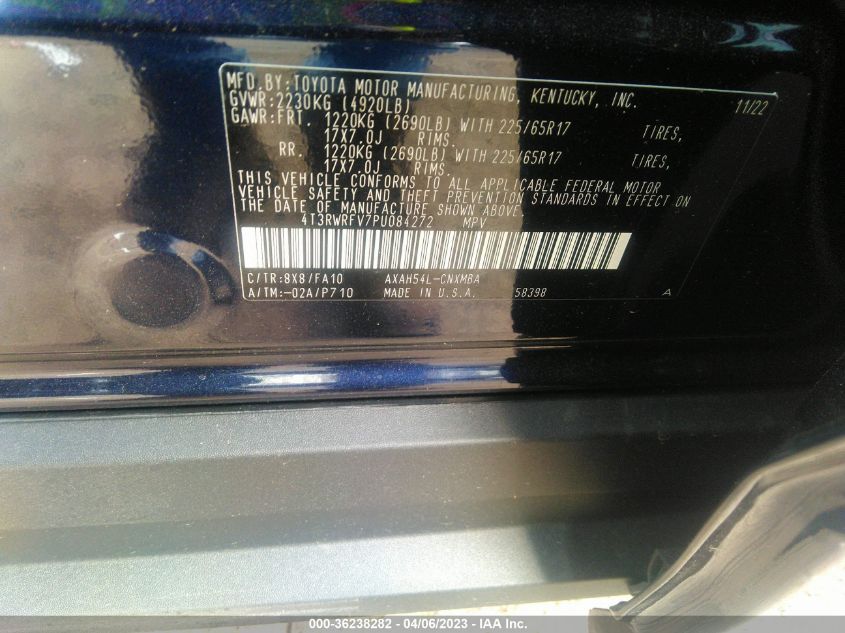 MFD.BY:TOYOTA MOTOR MANUFACTURING, KENTUCKY, INC. 11/22
GVWR:2230KG (4920LB)
GAWR:FRT. 1220KG (2690LB) WITH 225/65R17 TIRES,
17X7.0J RIMS.
RR. 1220KG (2690LB) WITH 225/65R17 TIRES,
17X7.0J RIMS.
THIS VEHICLE CONFORMS TO ALL APPLICABLE FEDERAL MOTOR
VEHICLE SAFETY AND THEFT PREVENTION STANDARDS IN EFFECT ON
THE DATE OF MANUFACTURE SHOWN ABOVE.
4T3RWRFV7PU084272 MPV
C/TR:8X8/FA10 AXAH54L-CNXMBA
A/TM:-02A/P710 MADE IN U.S.A. 58398 A
000-36238282 - 04/06/2023 - IAA Inc.